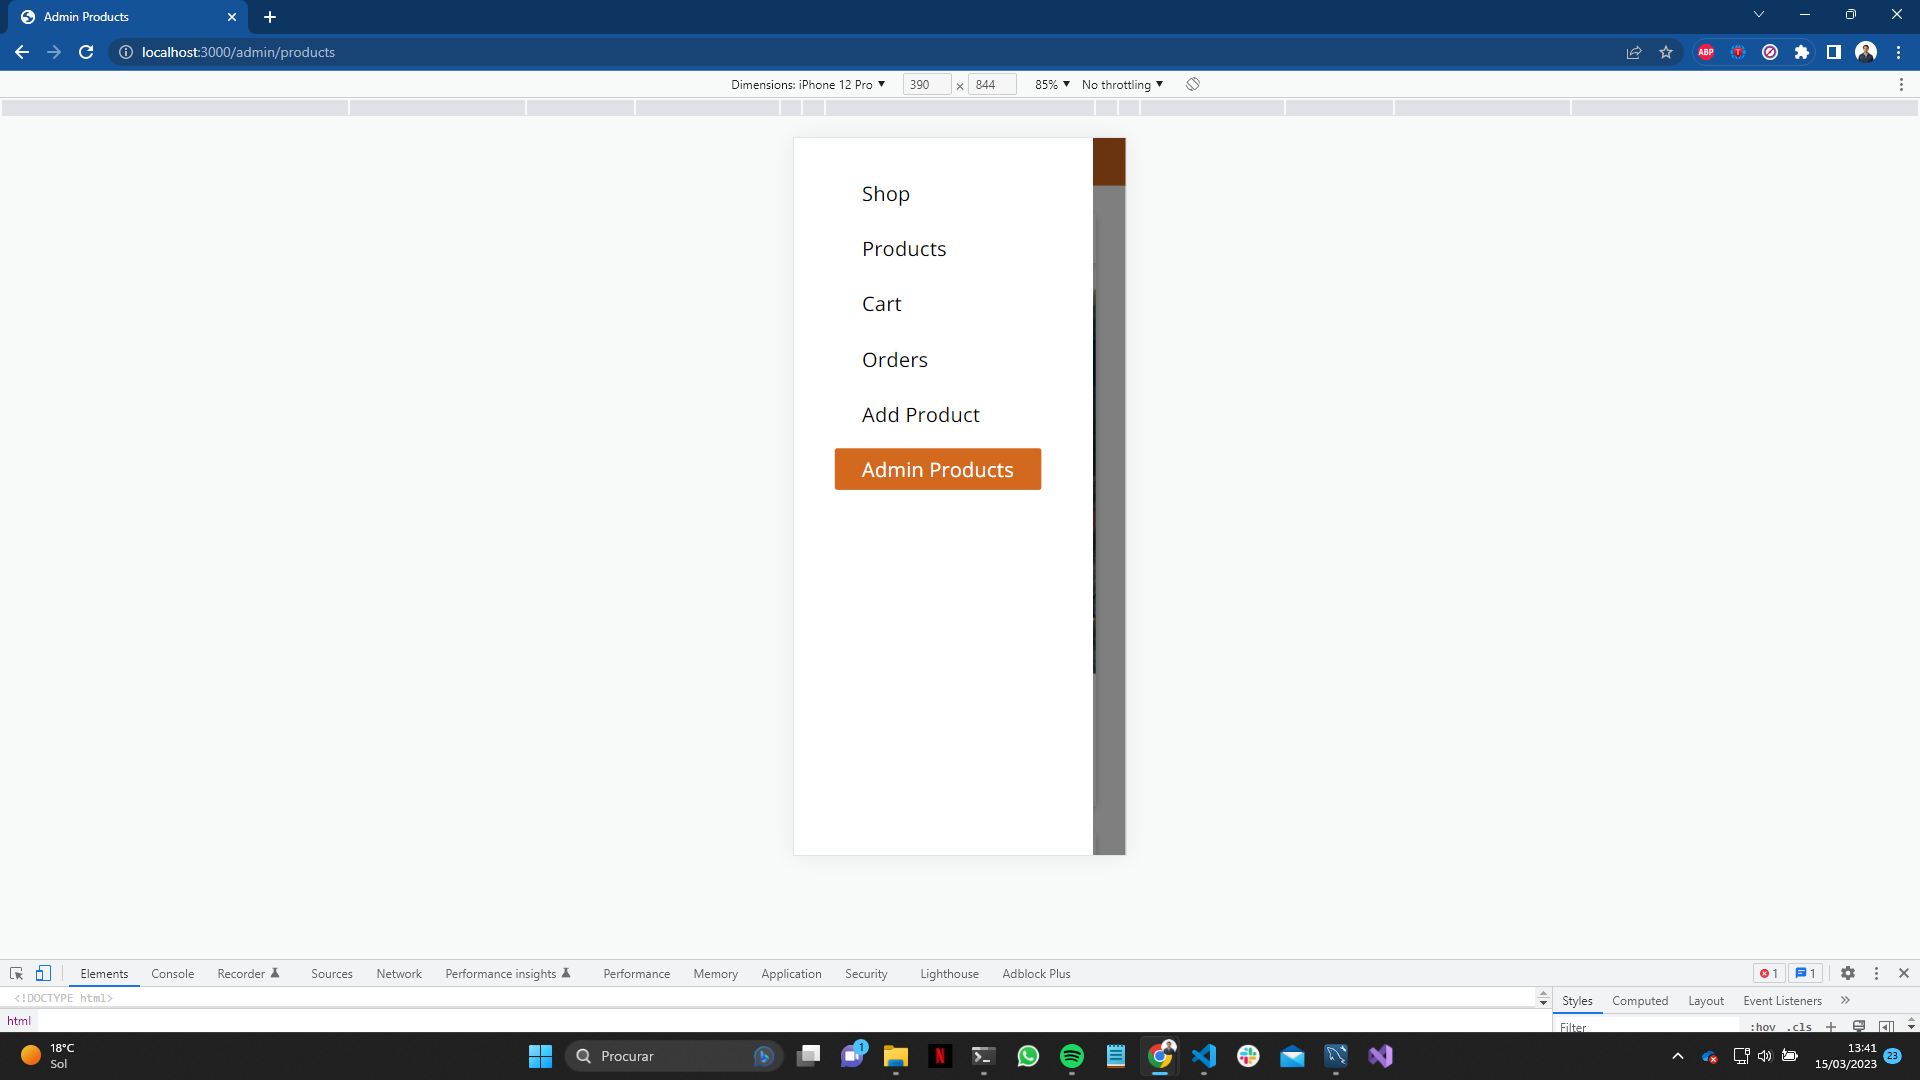 Admin Products
localhost:3000/admin/products
ABP
T
Dimensions: iPhone 12 Pro
390 × 844
85%
No throttling
Shop
Products
Cart
Orders
Add Product
Admin Products
Elements Console Recorder Sources Network Performance insights Performance Memory Application Security Lighthouse Adblock Plus
1 1
<!DOCTYPE html>
html
Styles Computed Layout Event Listeners »
Filter :hov .cls +
18°C
Sol
Procurar
1
N
13:41
15/03/2023
23